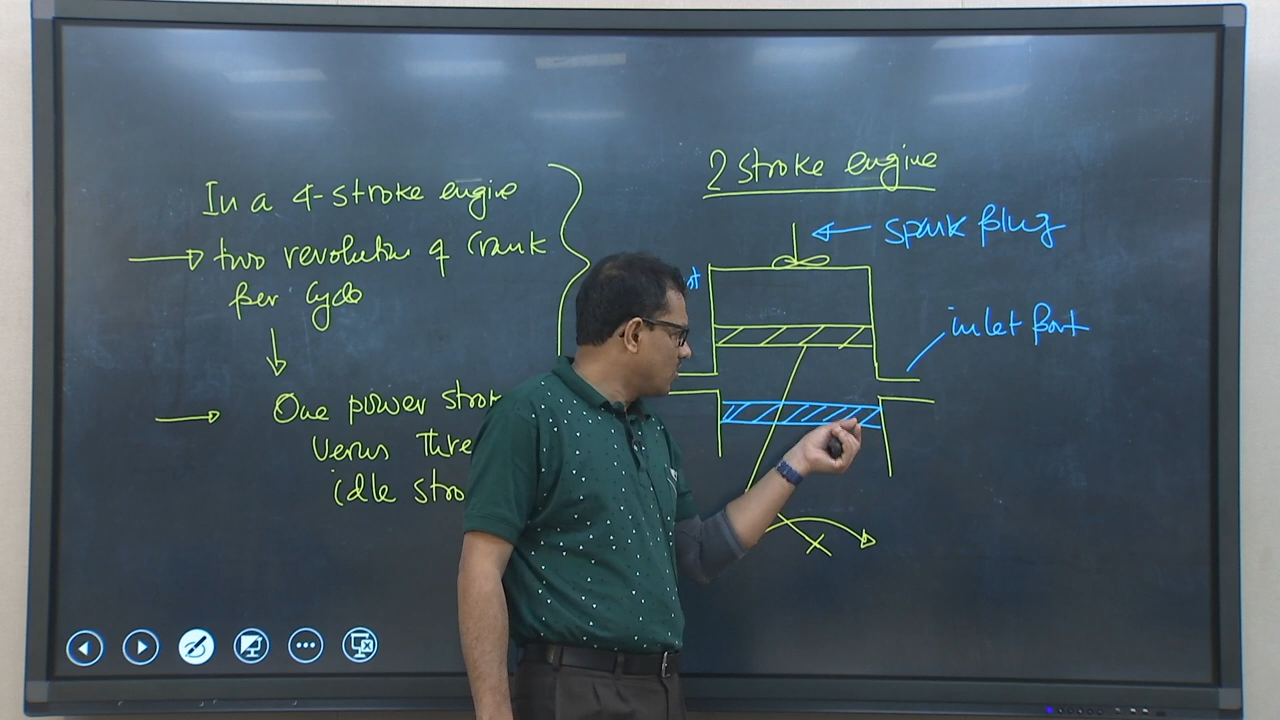 In a 4-stroke engine
two revolution of Crank
per Cycle
One power strok
Versus Thre
idle stro
2 stroke engine
spark plug
st
inlet port